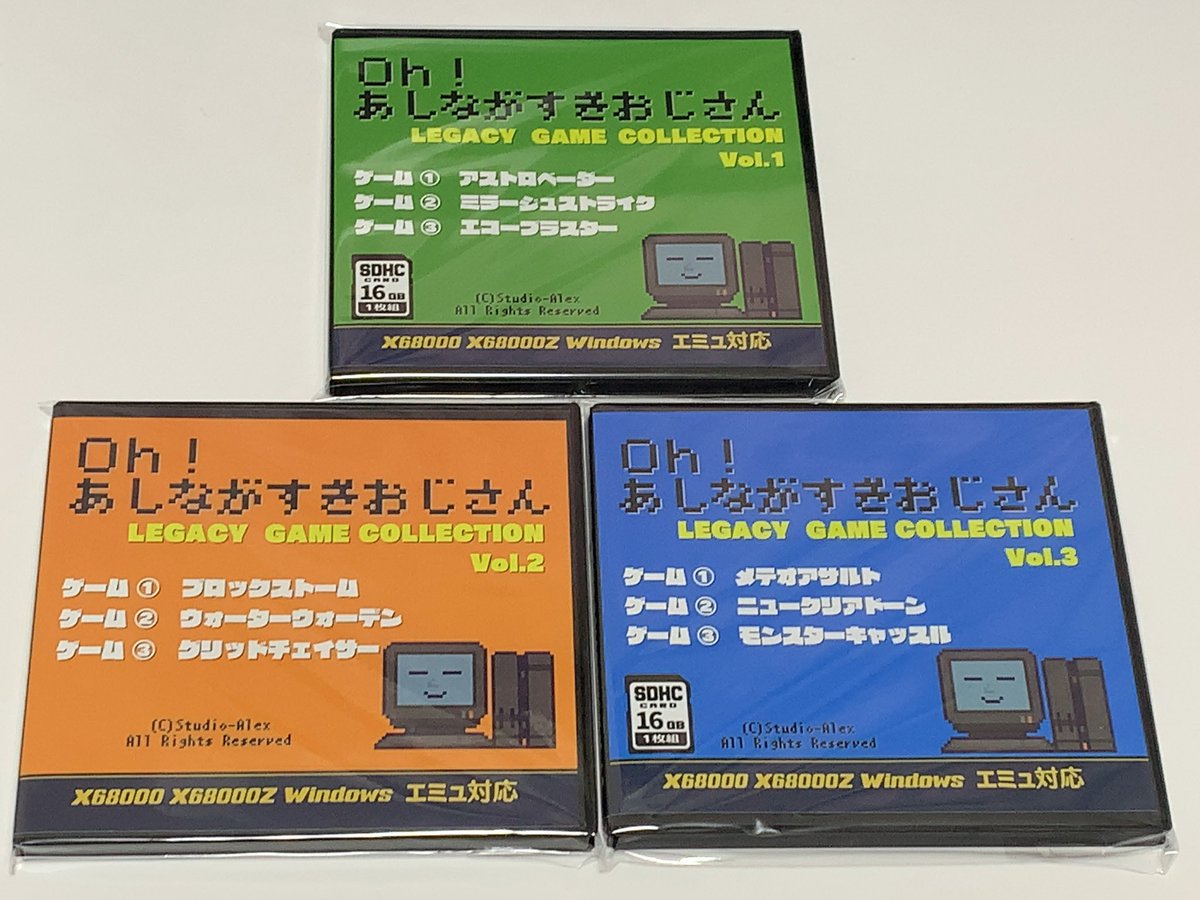 Oh!
あしながすぎおじさん
LEGACY GAME COLLECTION
Vol.1
ゲーム① アストロベーダー
ゲーム② ミラージュストライク
ゲーム③ エコーブラスター
SDHC
CARD
16GB
1枚組
(C)Studio-Alex
All Rights Reserved
X68000 X68000Z Windows エミュ対応
Oh!
あしながすぎおじさん
LEGACY GAME COLLECTION
Vol.2
ゲーム① ブロックストーム
ゲーム② ウォーターウォーデン
ゲーム③ グリッドチェイサー
(C)Studio-Alex
All Rights Reserved
X68000 X68000Z Windows エミュ対応
Oh!
あしながすぎおじさん
LEGACY GAME COLLECTION
Vol.3
ゲーム① メテオアサルト
ゲーム② ニュークリアドーン
ゲーム③ モンスターキャッスル
SDHC
CARD
16GB
1枚組
(C)Studio-Alex
All Rights Reserved
X68000 X68000Z Windows エミュ対応